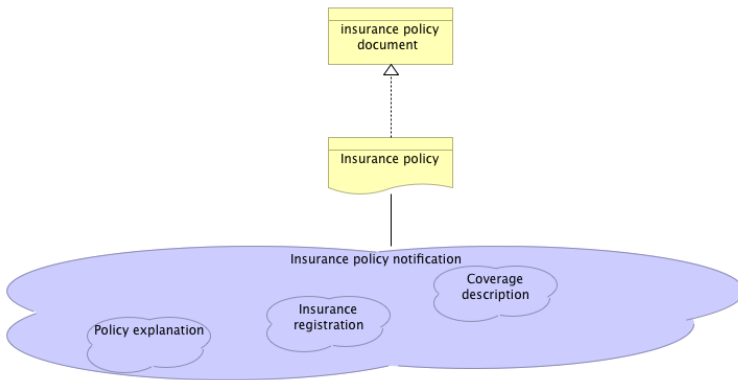 insurance policy
document
Insurance policy
Insurance policy notification
Coverage
description
Insurance
registration
Policy explanation